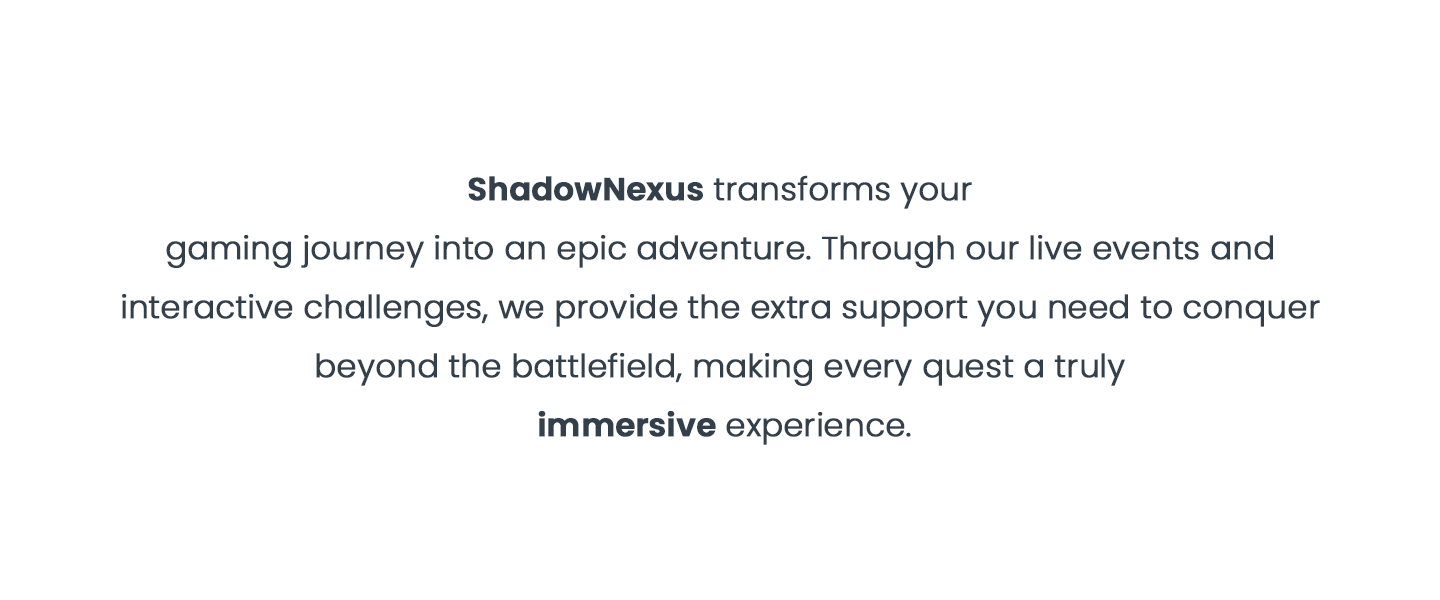 ShadowNexus transforms your
gaming journey into an epic adventure. Through our live events and
interactive challenges, we provide the extra support you need to conquer
beyond the battlefield, making every quest a truly
immersive experience.